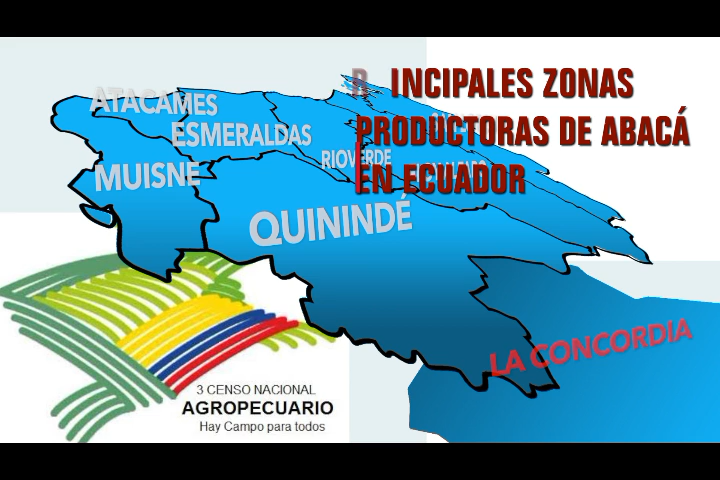 R INCIPALES ZONAS
PRODUCTORAS DE ABACÁ
EN ECUADOR
ATACAMES
ESMERALDAS
RIOVERDE
MUISNE
QUININDÉ
LA CONCORDIA
3 CENSO NACIONAL
AGROPECUARIO
Hay Campo para todos